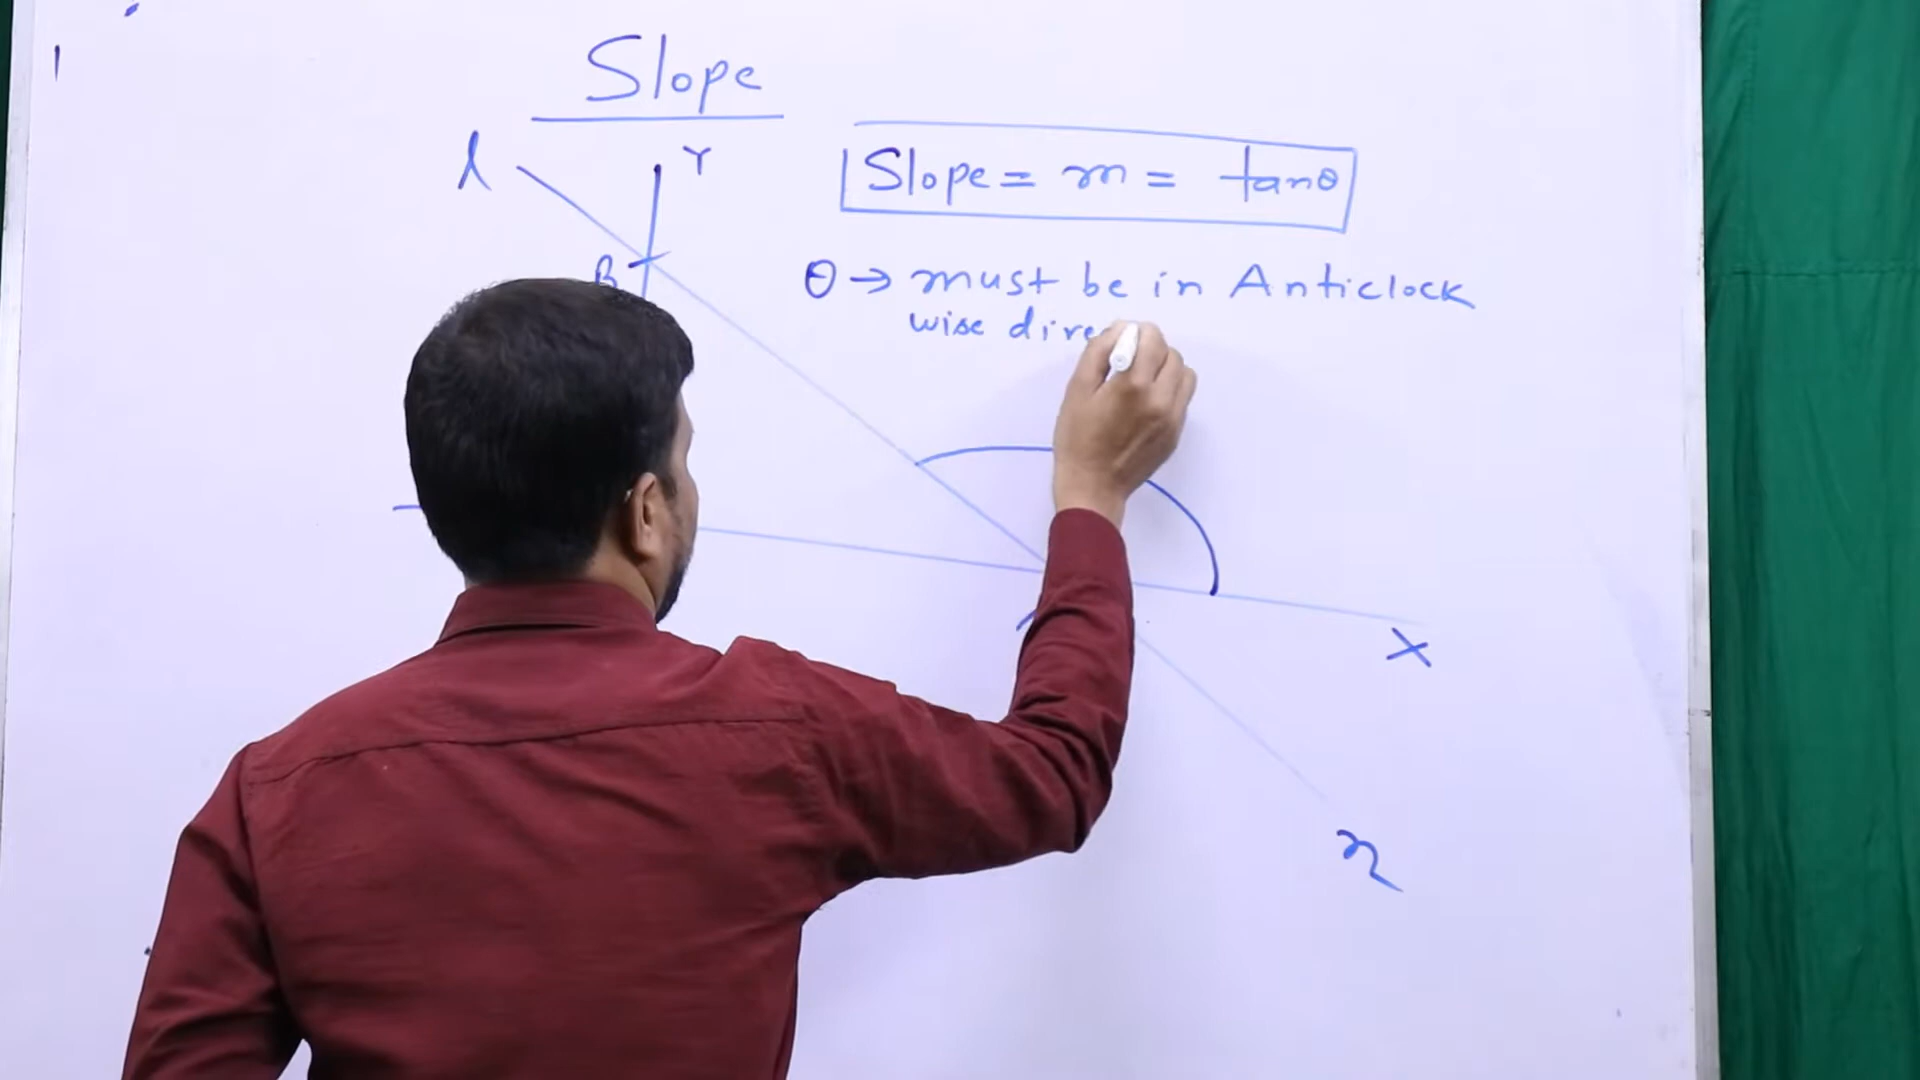 Slope
l
Y
Slope = m = tanθ
B
θ → must be in Anticlock
wise dire
X